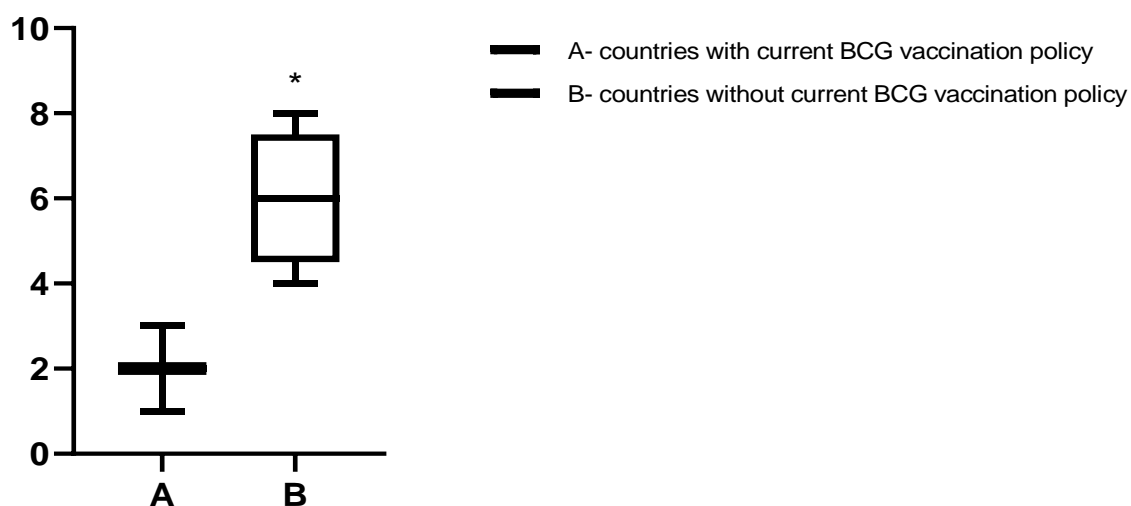 10
8
6
4
2
0
*
A
B
A- countries with current BCG vaccination policy
B- countries without current BCG vaccination policy